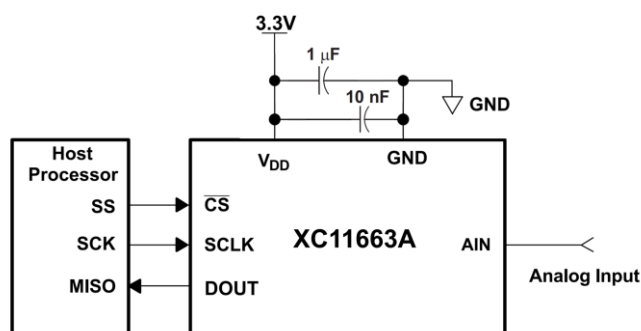 3.3V
1 μF
10 nF
GND
Host
Processor
VDD
GND
SS
CS
SCK
SCLK
XC11663A
AIN
MISO
DOUT
Analog Input